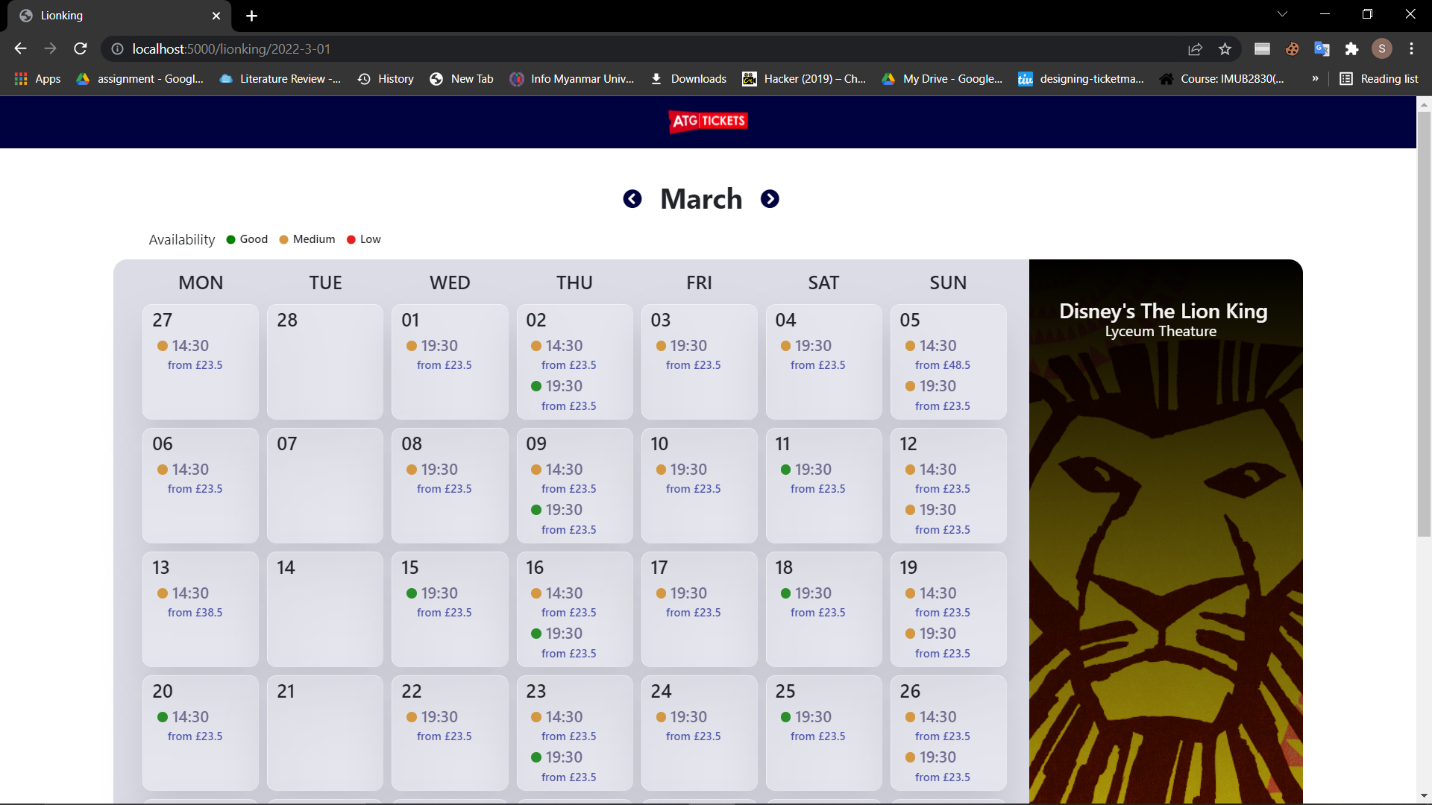 Lionking
localhost:5000/lionking/2022-3-01
S
Apps
assignment - Googl...
Literature Review -...
History
New Tab
Info Myanmar Univ...
Downloads
Hacker (2019) – Ch...
My Drive - Google...
tiu
designing-ticketma...
Course: IMUB2830(...
»
Reading list
ATG TICKETS
March
Availability Good Medium Low
MON TUE WED THU FRI SAT SUN
27 28 01 02 03 04 05
14:30 19:30 14:30 19:30 19:30 14:30
from £23.5 from £23.5 from £23.5 from £23.5 from £23.5 from £48.5
19:30 19:30
from £23.5 from £23.5
06 07 08 09 10 11 12
14:30 19:30 14:30 19:30 19:30 14:30
from £23.5 from £23.5 from £23.5 from £23.5 from £23.5 from £23.5
19:30 19:30
from £23.5 from £23.5
13 14 15 16 17 18 19
14:30 19:30 14:30 19:30 19:30 14:30
from £38.5 from £23.5 from £23.5 from £23.5 from £23.5 from £23.5
19:30 19:30
from £23.5 from £23.5
20 21 22 23 24 25 26
14:30 19:30 14:30 19:30 19:30 14:30
from £23.5 from £23.5 from £23.5 from £23.5 from £23.5 from £23.5
19:30 19:30
from £23.5 from £23.5
Disney's The Lion King
Lyceum Theature